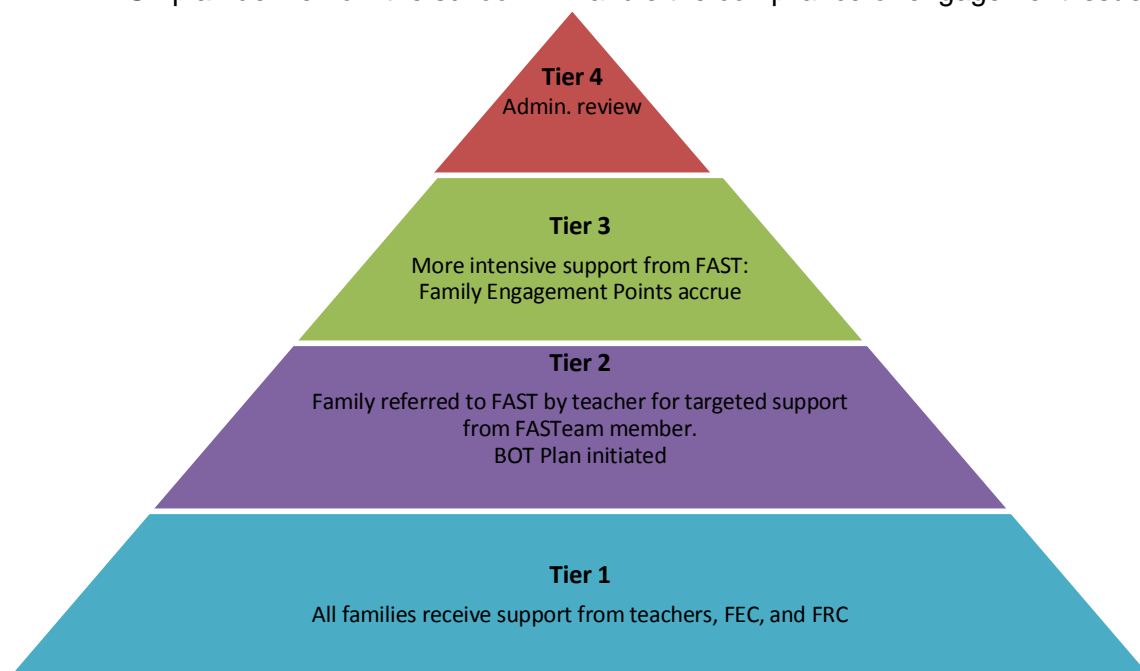 Tier 4
Admin. review
Tier 3
More intensive support from FAST:
Family Engagement Points accrue
Tier 2
Family referred to FAST by teacher for targeted support
from FASTeam member.
BOT Plan initiated
Tier 1
All families receive support from teachers, FEC, and FRC